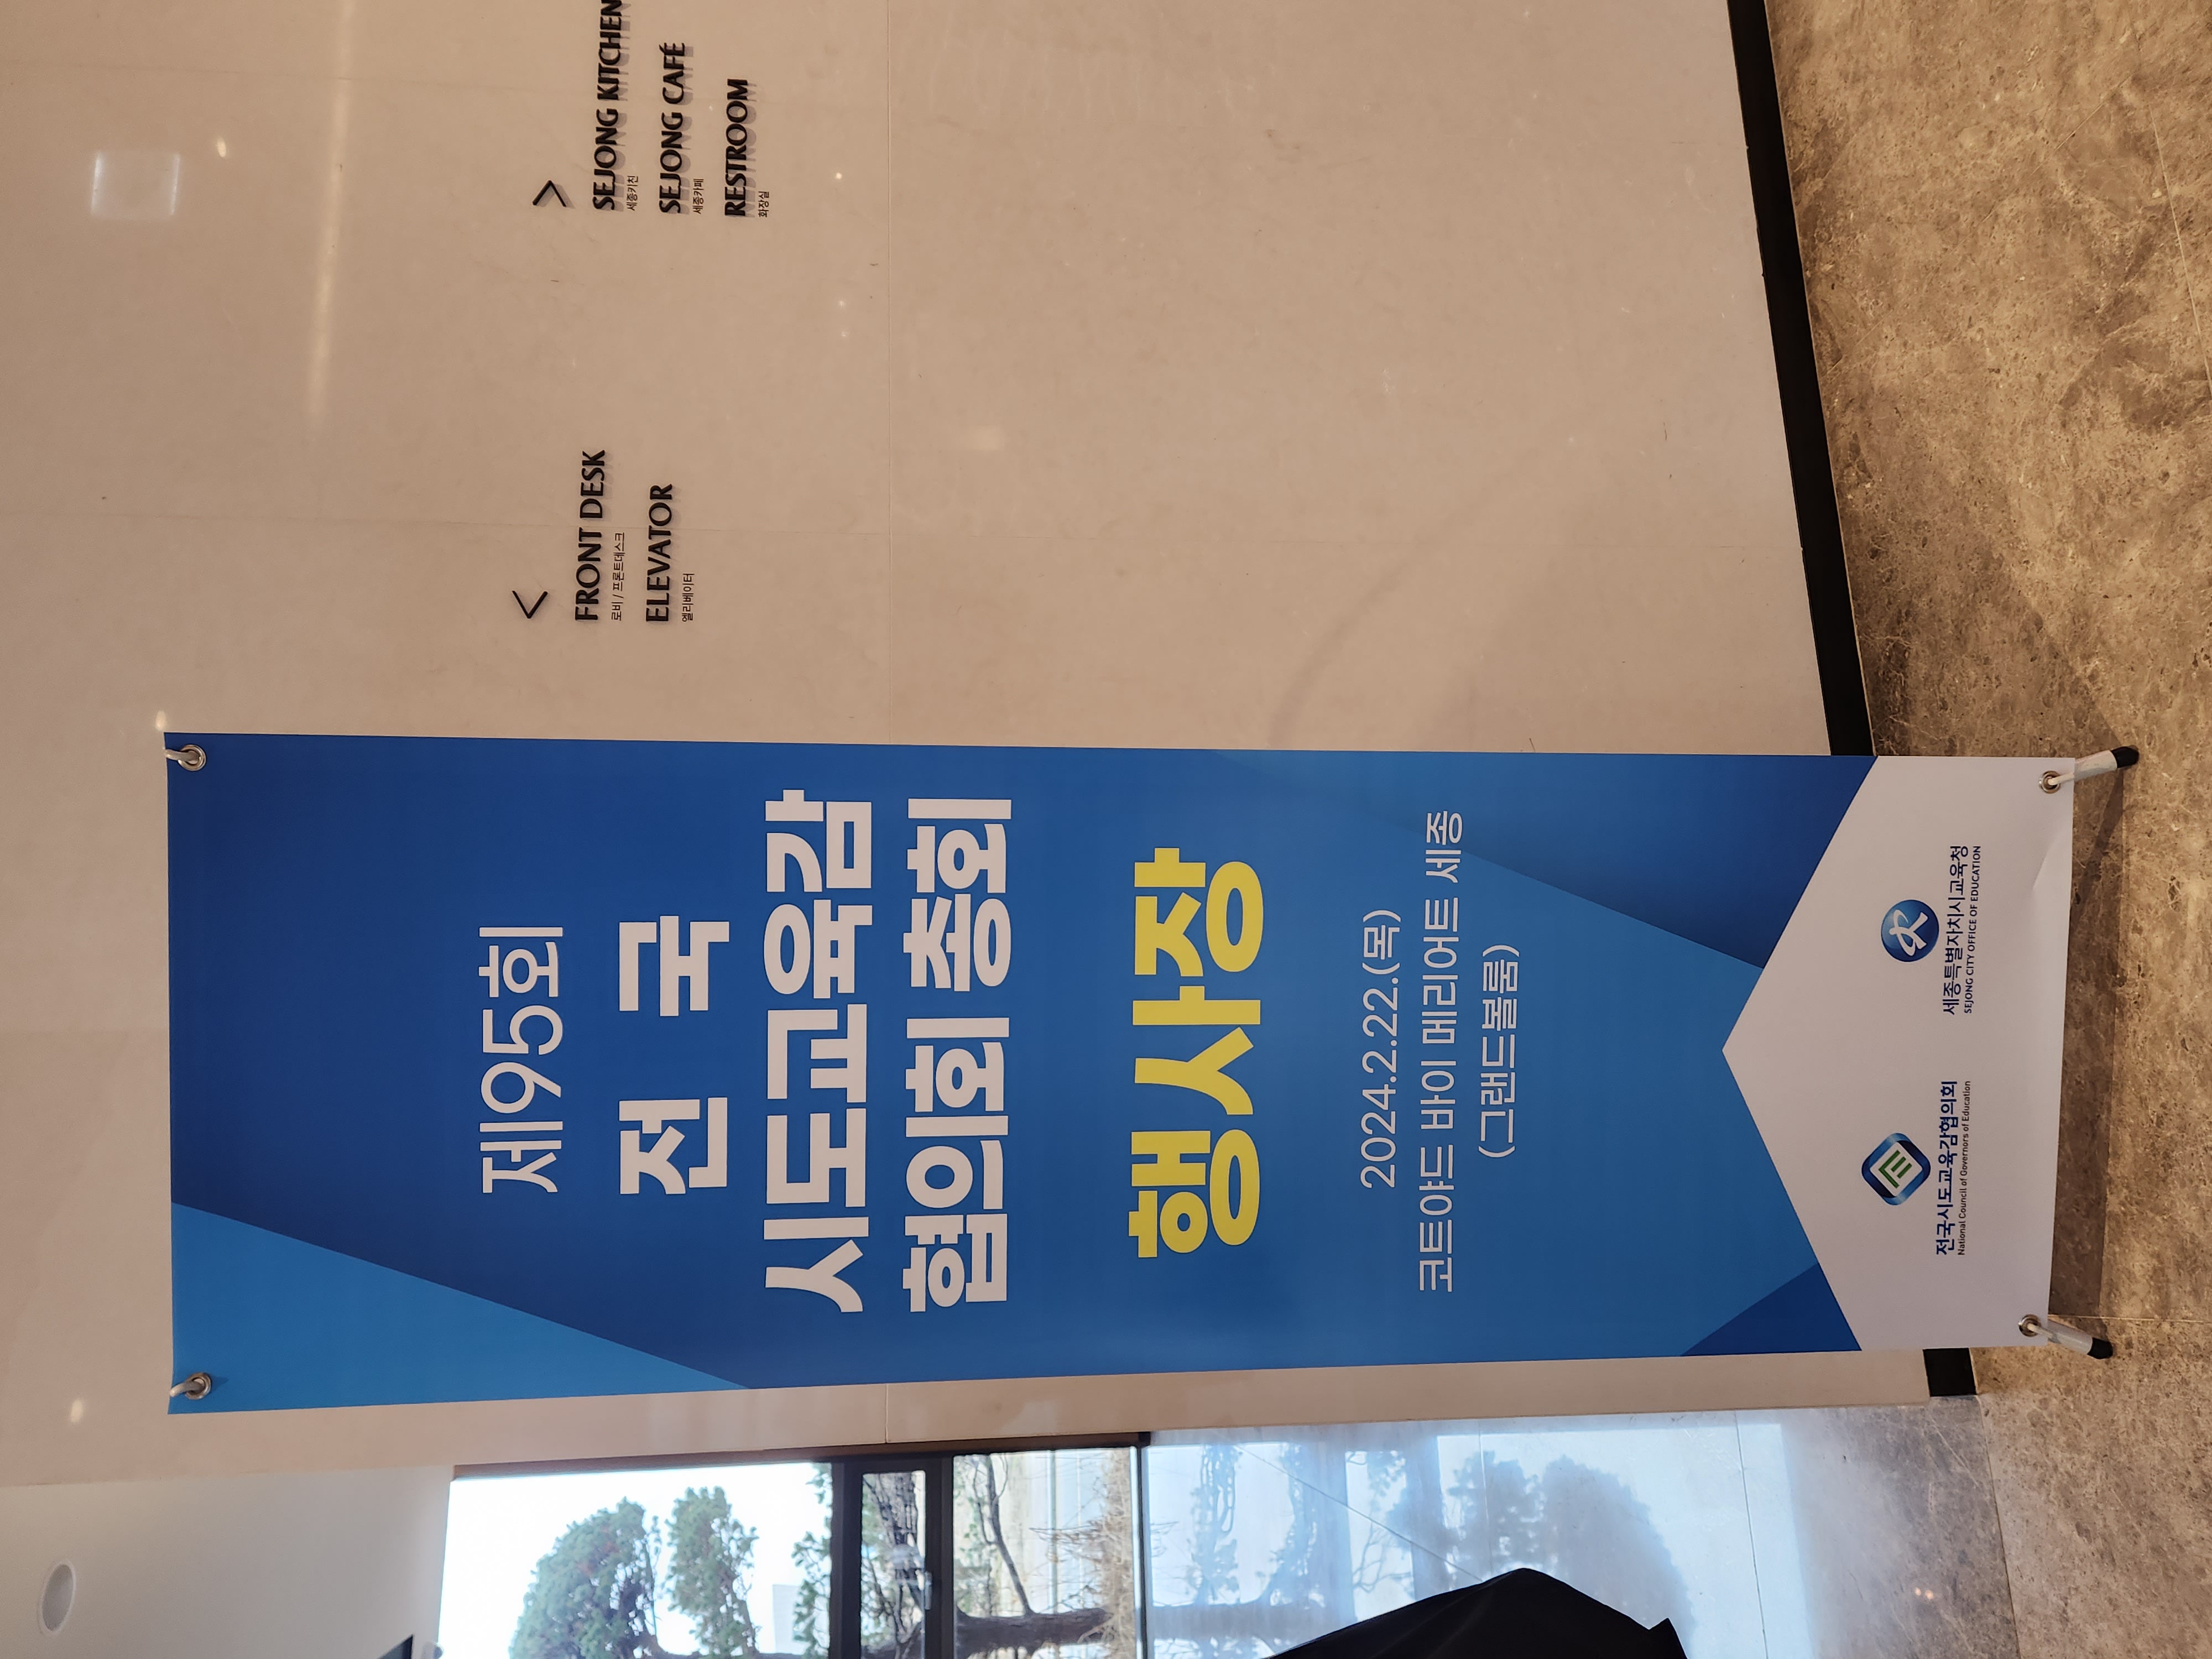 제95회
전 국
시도교육감
협의회 총회
행사장
2024.2.22.(목)
코트야드 바이 메리어트 세종
(그랜드볼룸)
전국시도교육감협의회
National Council of Governors of Education
세종특별자치시교육청
SEJONG CITY OFFICE OF EDUCATION
<
FRONT DESK
로비 / 프론트데스크
ELEVATOR
엘리베이터
>
SEJONG KITCHEN
세종키친
SEJONG CAFÉ
세종카페
RESTROOM
화장실